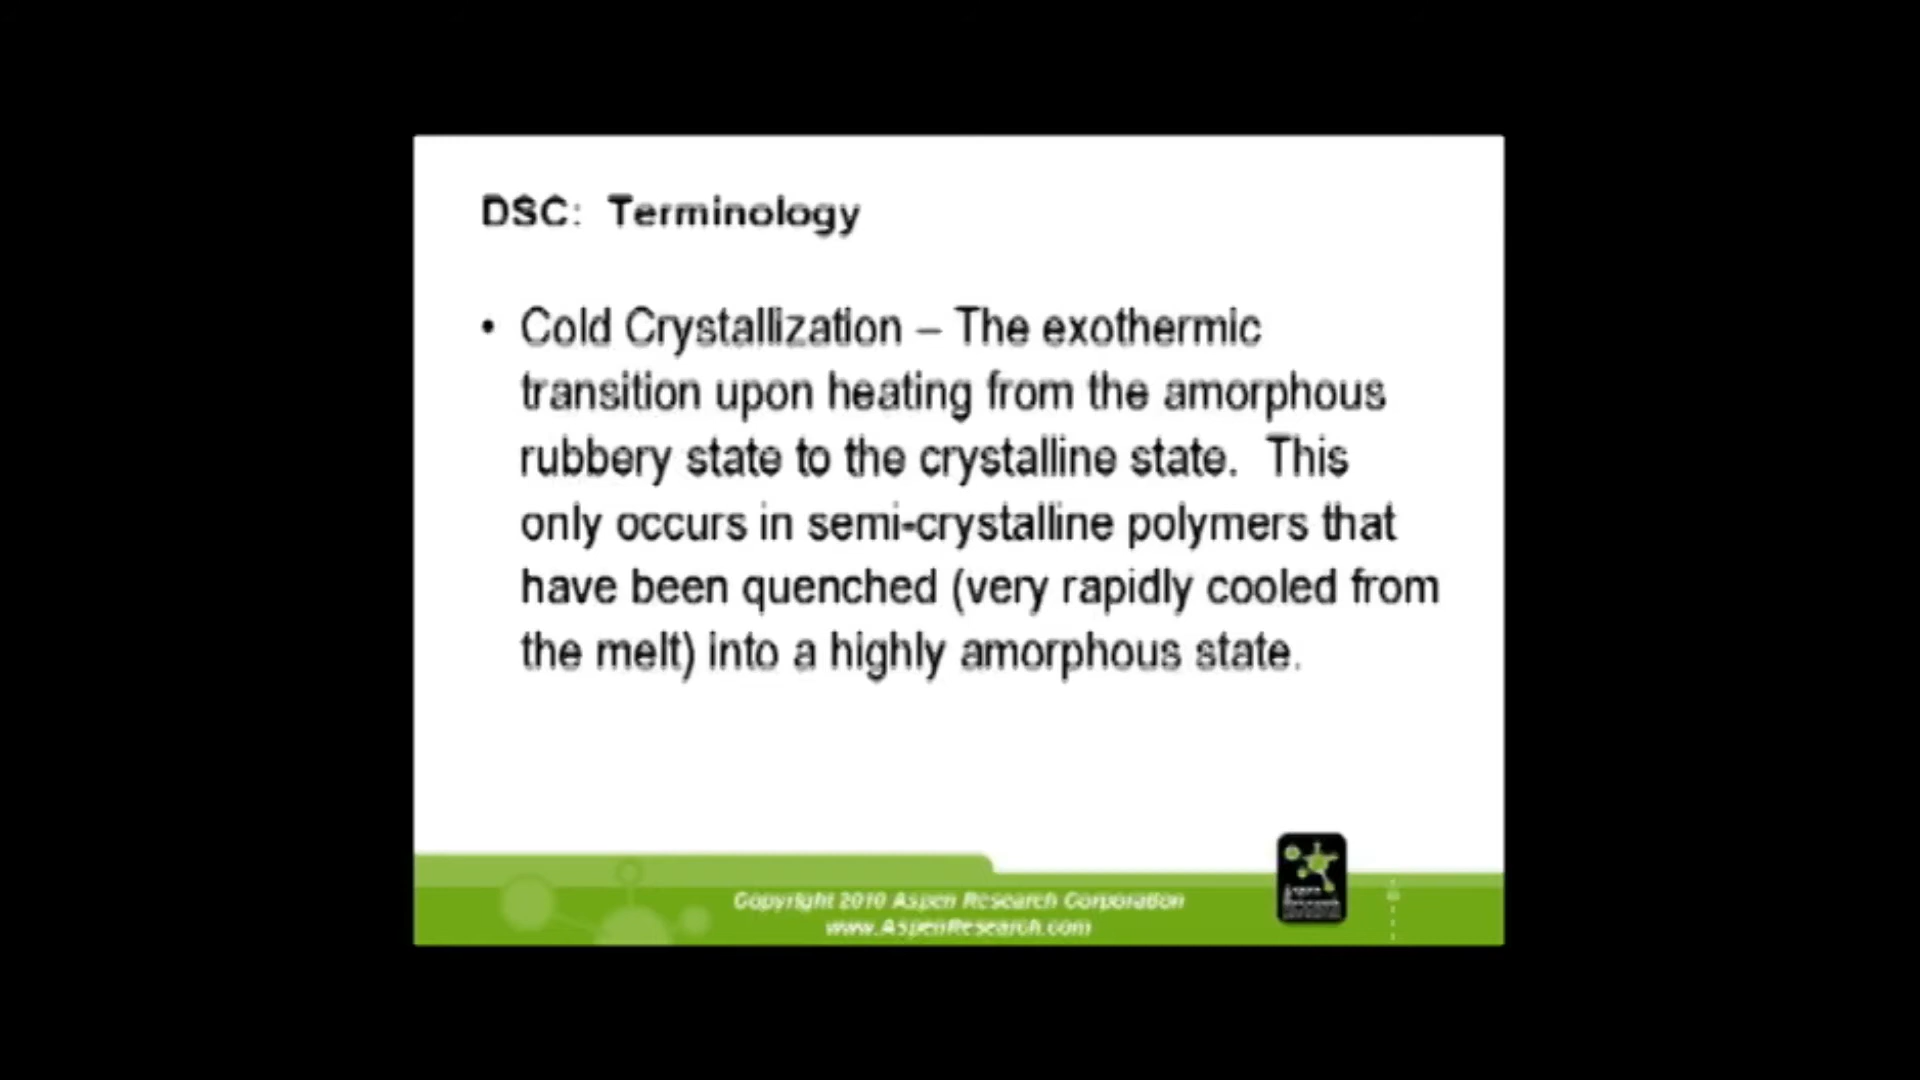 DSC: Terminology
• Cold Crystallization – The exothermic
transition upon heating from the amorphous
rubbery state to the crystalline state. This
only occurs in semi-crystalline polymers that
have been quenched (very rapidly cooled from
the melt) into a highly amorphous state.
Copyright 2010 Aspen Research Corporation
www.AspenResearch.com